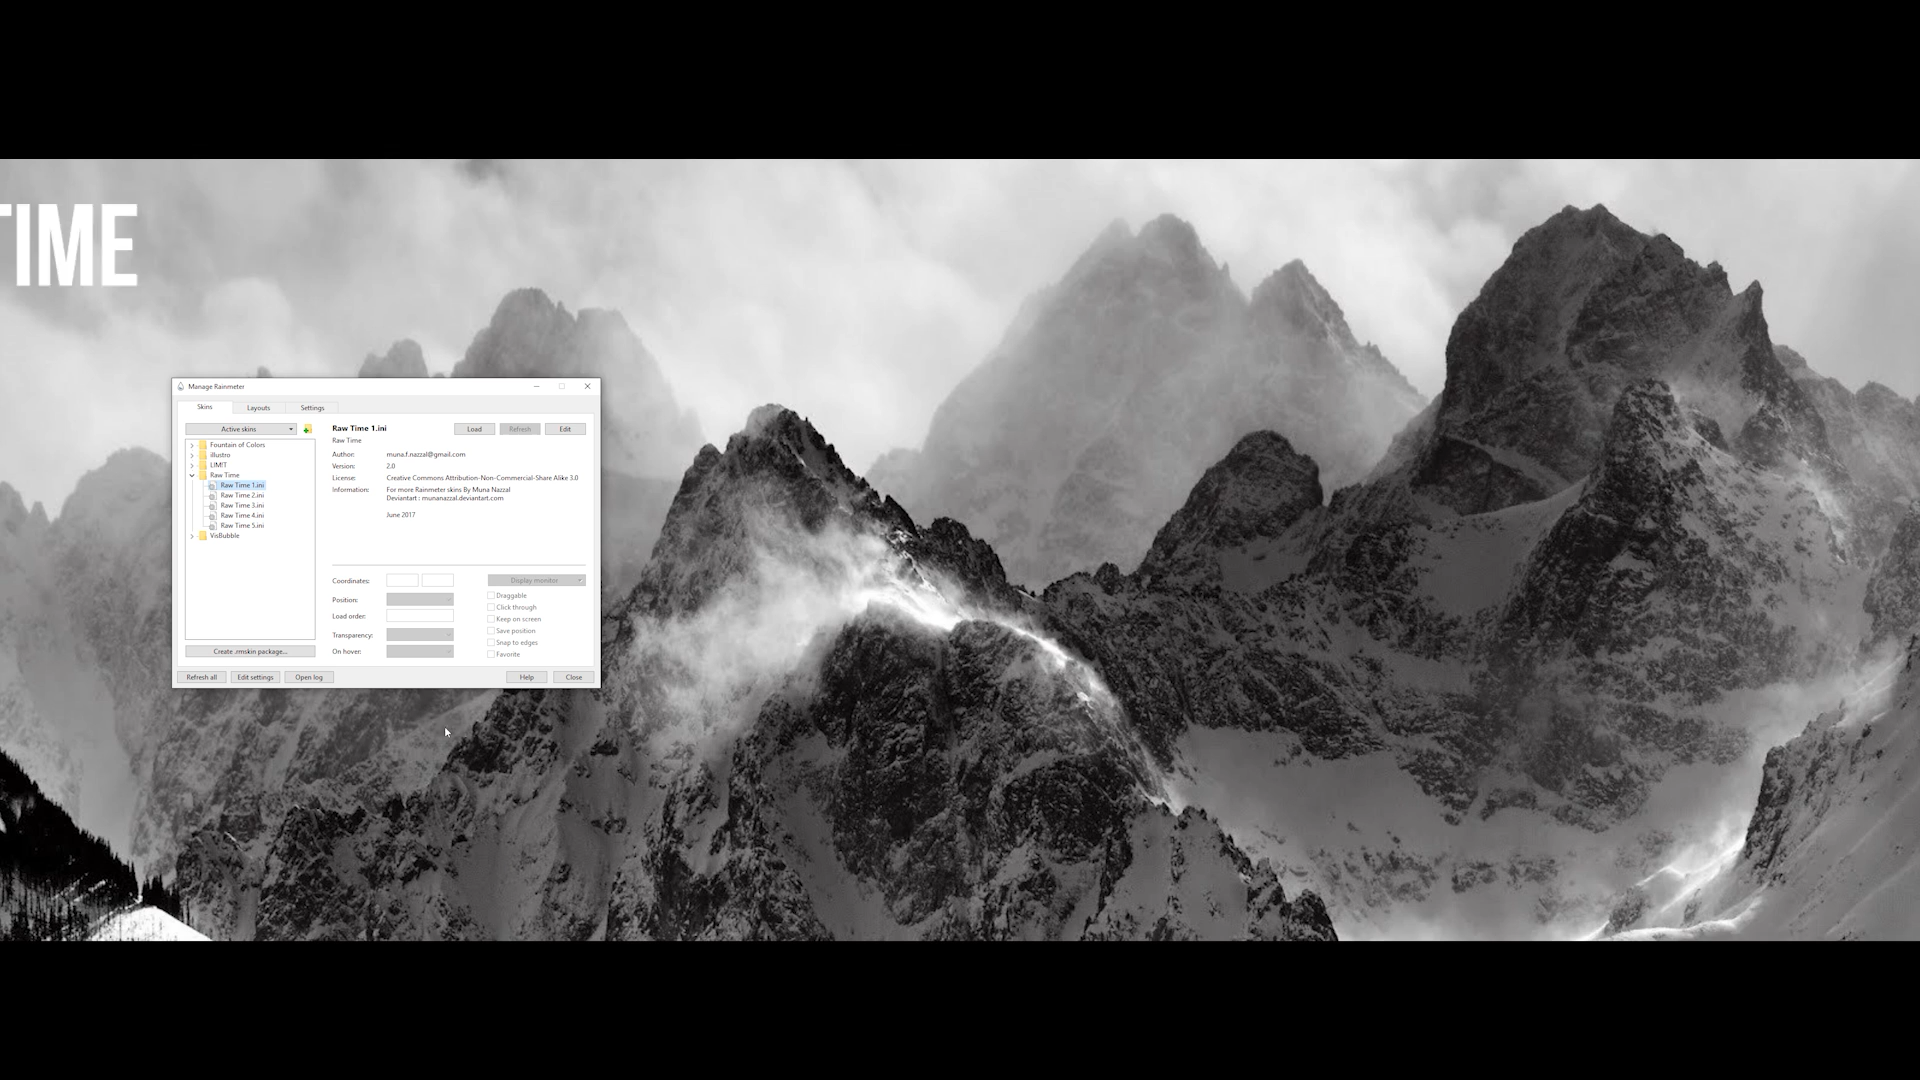 TIME
Manage Rainmeter
Skins Layouts Settings
Active skins
Fountain of Colors
illustro
LIMIT
Raw Time
Raw Time 1.ini
Raw Time 2.ini
Raw Time 3.ini
Raw Time 4.ini
Raw Time 5.ini
VisBubble
Create .rmskin package...
Raw Time 1.ini Load Refresh Edit
Raw Time
Author: muna.f.nazzal@gmail.com
Version: 2.0
License: Creative Commons Attribution-Non-Commercial-Share Alike 3.0
Information: For more Rainmeter skins By Muna Nazzal
Deviantart : munanazzal.deviantart.com
June 2017
Coordinates: Display monitor
Position:
Load order:
Transparency:
On hover:
Draggable
Click through
Keep on screen
Save position
Snap to edges
Favorite
Refresh all Edit settings Open log Help Close